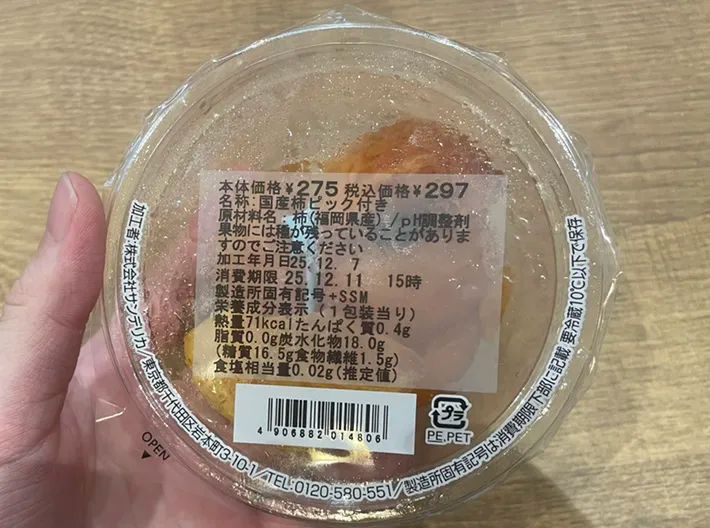 本体価格¥275 税込価格¥297
名称:国産柿ピック付き
原材料名:柿(福岡県産)/pH調整剤
果物には種が残っていることがありま
すのでご注意ください
加工年月日25.12. 7
消費期限 25.12.11 15時
製造所固有記号+SSM
栄養成分表示(1包装当り)
熱量71kcalたんぱく質0.4g
脂質0.0g炭水化物18.0g
(糖質16.5g食物繊維1.5g)
食塩相当量0.02g(推定値)
4 906882 014806
プラ
PE,PET
OPEN
加工者:株式会社サンデリカ/東京都千代田区岩本町3-10-1/TEL:0120-580-551/製造所固有記号は消費期限下部に記載 要冷蔵10℃以下で保存